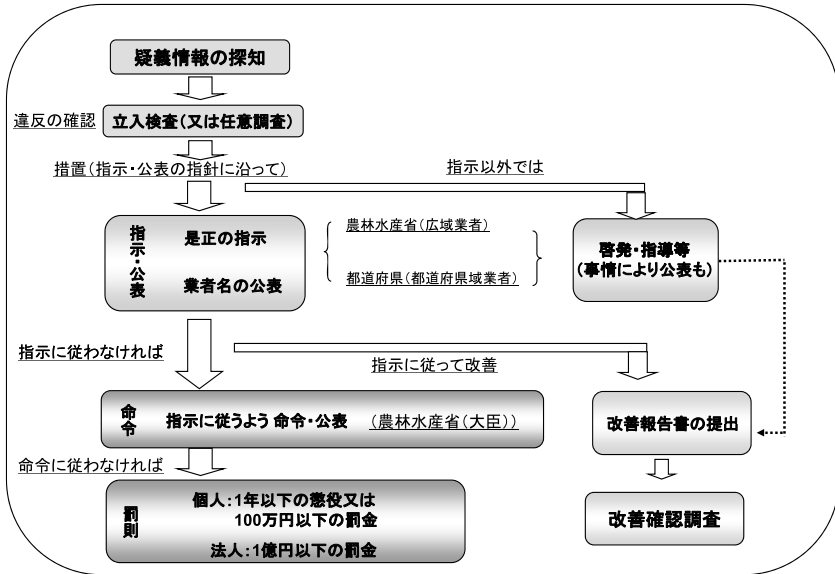 疑義情報の探知
違反の確認
立入検査(又は任意調査)
措置(指示・公表の指針に沿って)
指示以外では
指示・公表
是正の指示
業者名の公表
農林水産省(広域業者)
都道府県(都道府県域業者)
啓発・指導等
(事情により公表も)
指示に従わなければ
指示に従って改善
命令
指示に従うよう 命令・公表
(農林水産省(大臣))
改善報告書の提出
命令に従わなければ
罰則
個人:1年以下の懲役又は
100万円以下の罰金
法人:1億円以下の罰金
改善確認調査